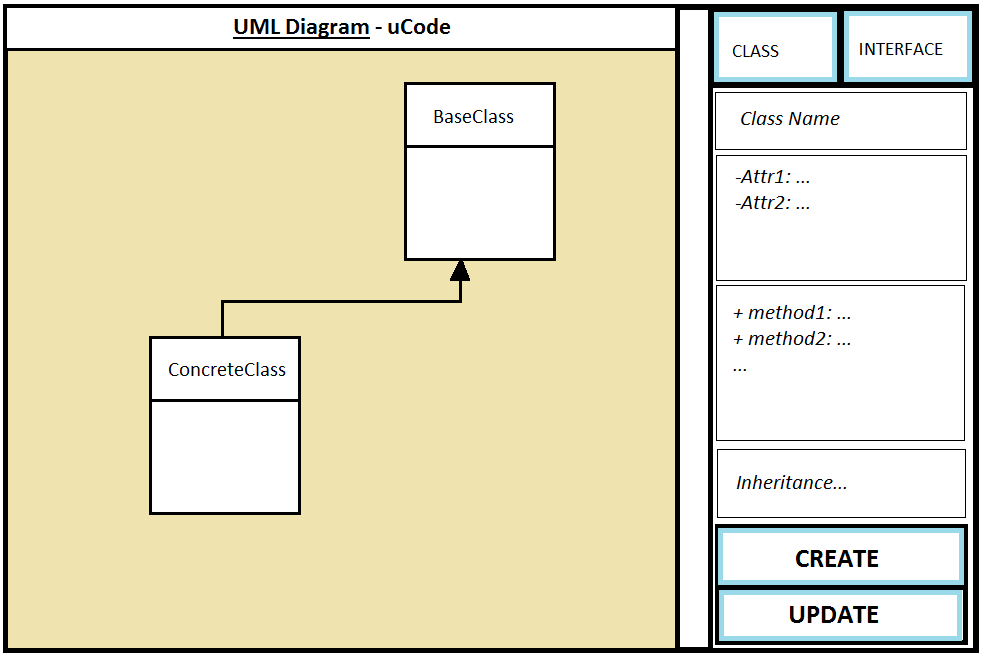 UML Diagram - uCode
BaseClass
ConcreteClass
CLASS
INTERFACE
Class Name
-Attr1: ...
-Attr2: ...
+ method1: ...
+ method2: ...
...
Inheritance...
CREATE
UPDATE